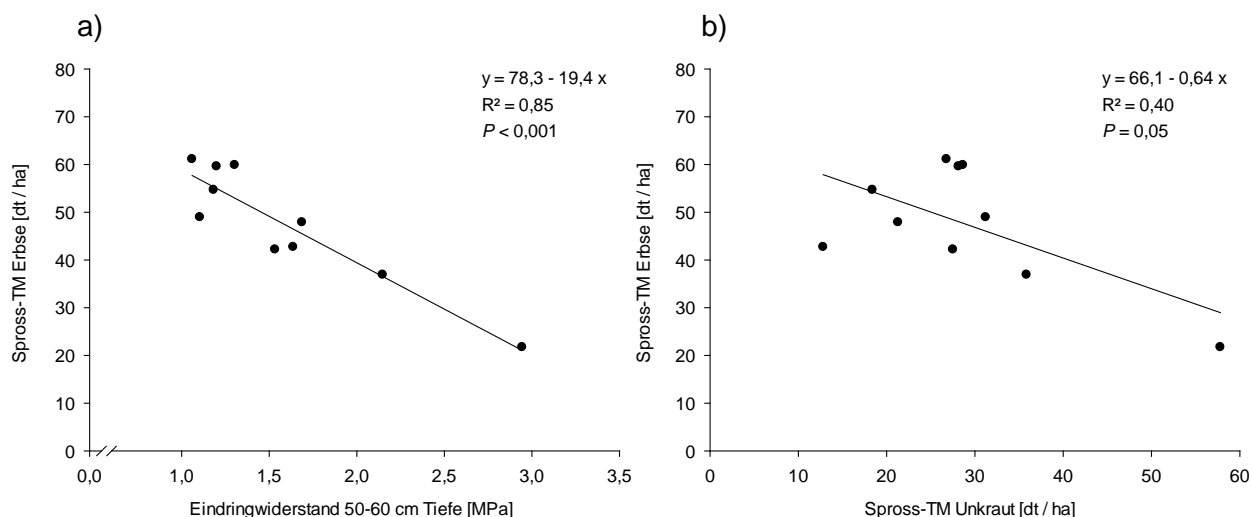 a)
80
70
60
50
40
30
20
10
0
Spross-TM Erbse [dt / ha]
y = 78,3 - 19,4 x
R² = 0,85
P < 0,001
0,0 1,0 1,5 2,0 2,5 3,0 3,5
Eindringwiderstand 50-60 cm Tiefe [MPa]
b)
80
70
60
50
40
30
20
10
0
Spross-TM Erbse [dt / ha]
y = 66,1 - 0,64 x
R² = 0,40
P = 0,05
0 10 20 30 40 50 60
Spross-TM Unkraut [dt / ha]